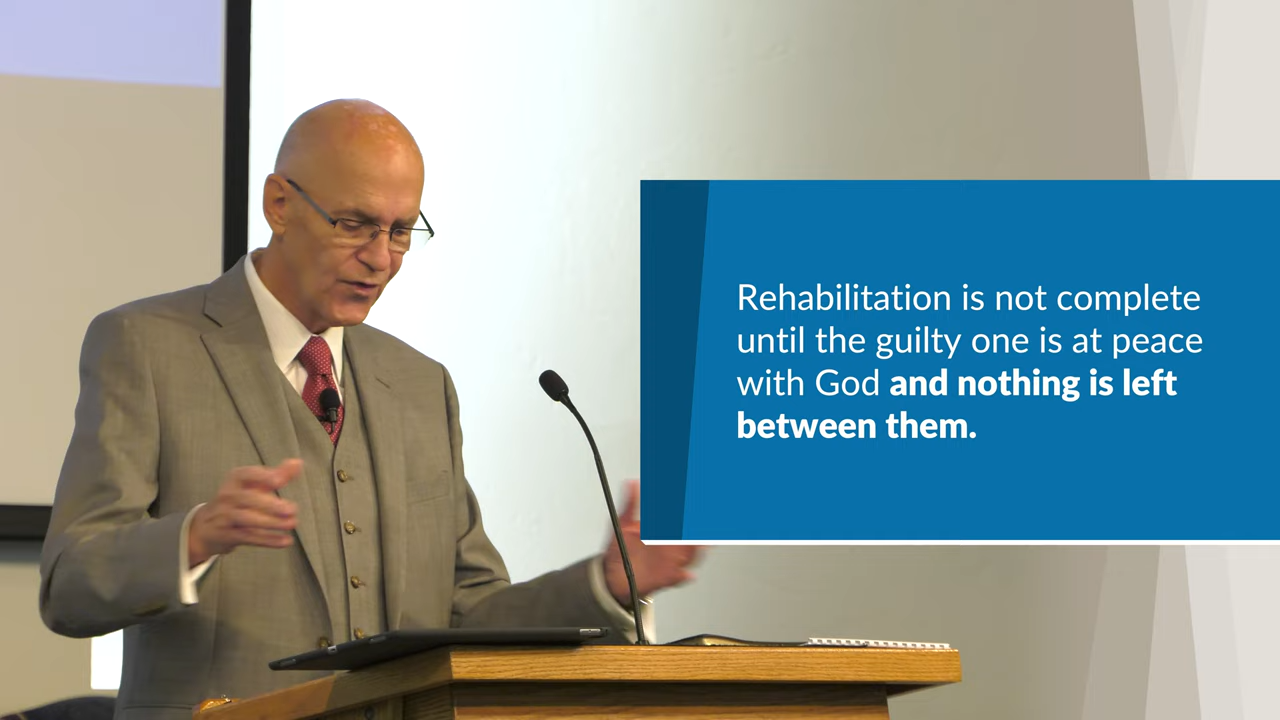 Rehabilitation is not complete
until the guilty one is at peace
with God and nothing is left
between them.